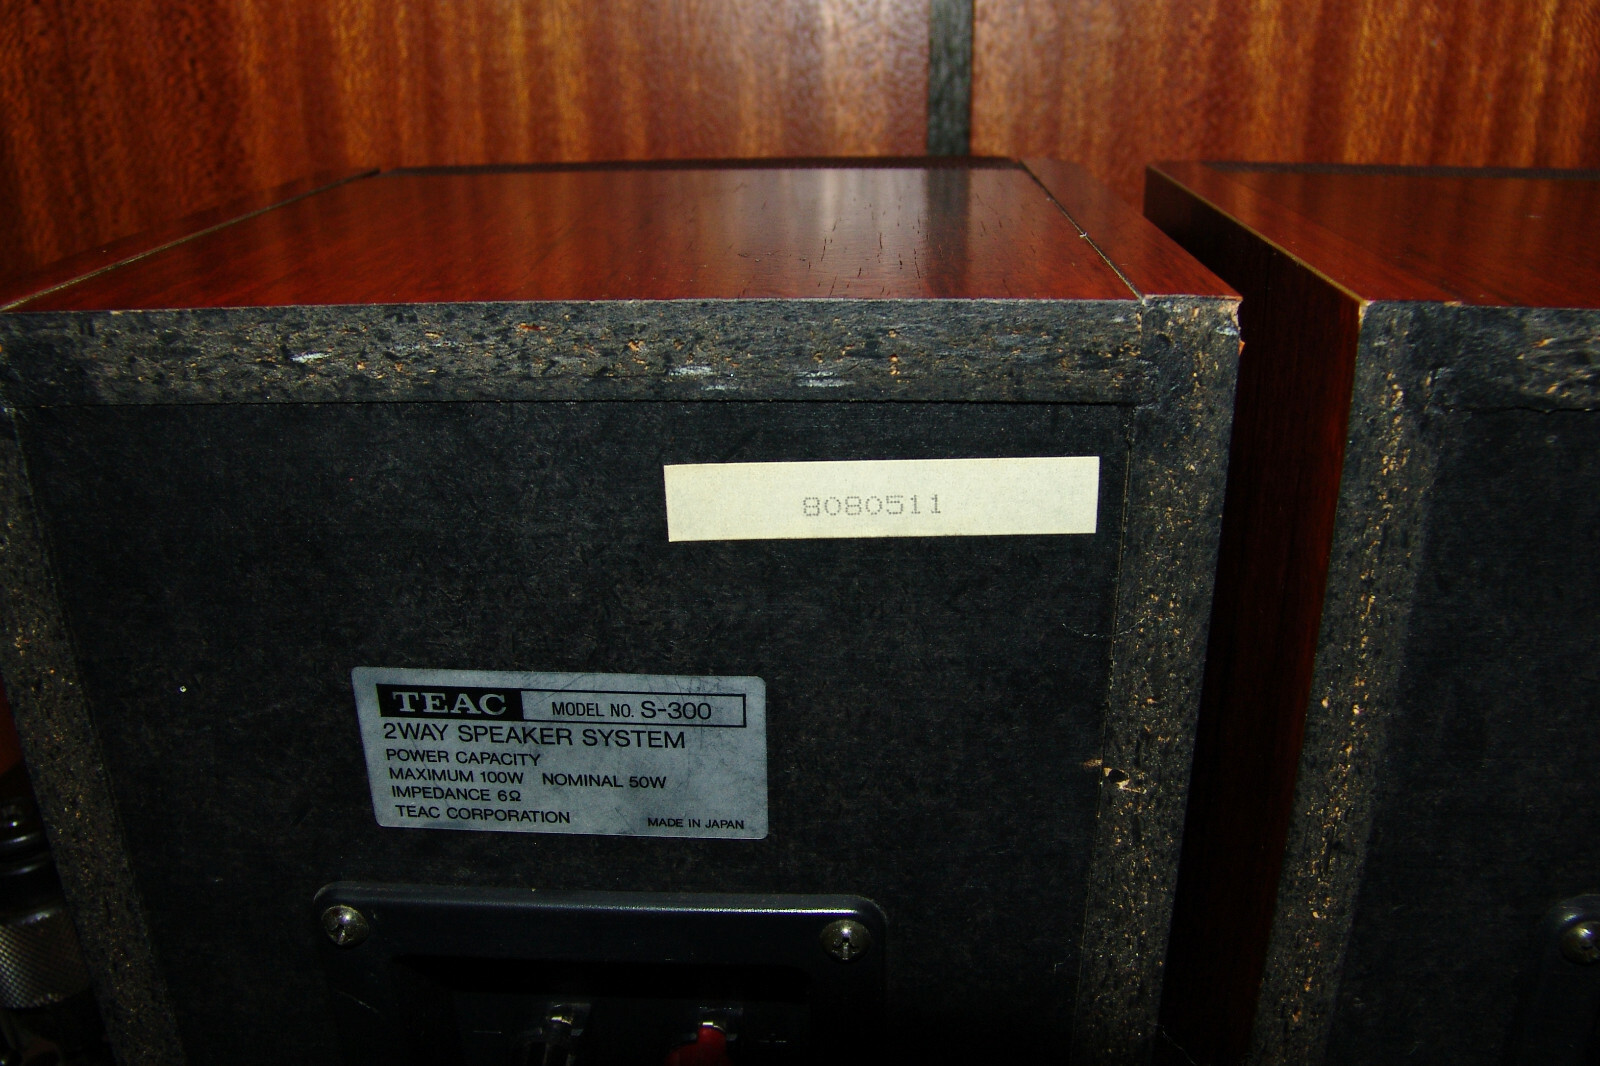 8080511
TEAC MODEL NO. S-300
2WAY SPEAKER SYSTEM
POWER CAPACITY
MAXIMUM 100W NOMINAL 50W
IMPEDANCE 6Ω
TEAC CORPORATION MADE IN JAPAN